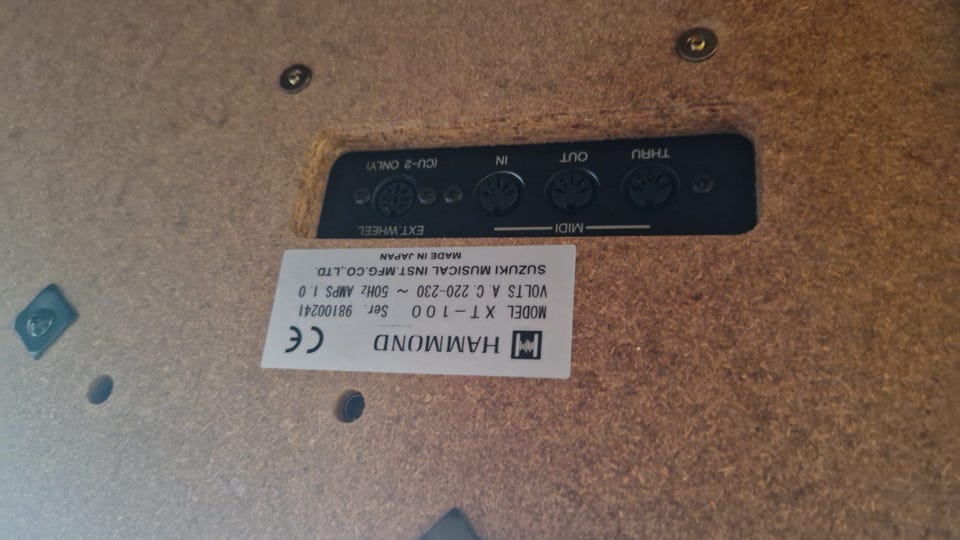 HAMMOND CE
MODEL XT-100 Ser. 98100241
VOLTS A.C. 220-230 ~ 50Hz AMPS 1.0
SUZUKI MUSICAL INST.MFG.CO.,LTD.
MADE IN JAPAN
MIDI EXT.WHEEL
THRU OUT IN (CU-2 ONLY)